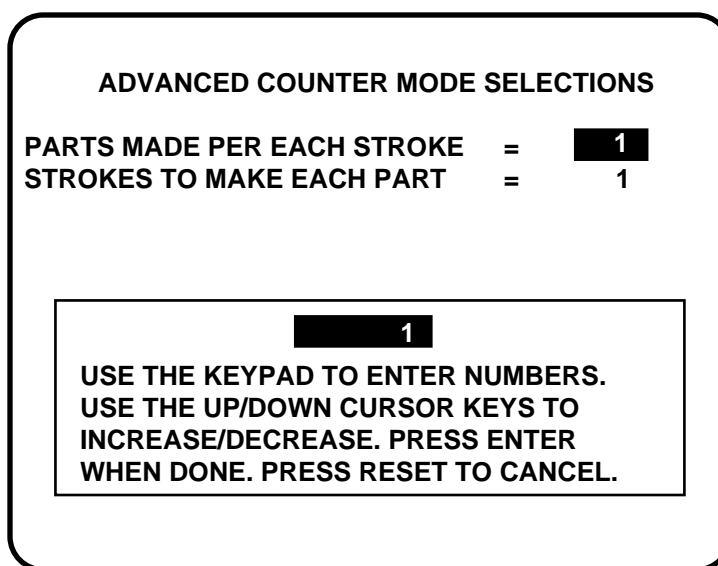 ADVANCED COUNTER MODE SELECTIONS
PARTS MADE PER EACH STROKE = 1
STROKES TO MAKE EACH PART = 1
1
USE THE KEYPAD TO ENTER NUMBERS.
USE THE UP/DOWN CURSOR KEYS TO
INCREASE/DECREASE. PRESS ENTER
WHEN DONE. PRESS RESET TO CANCEL.